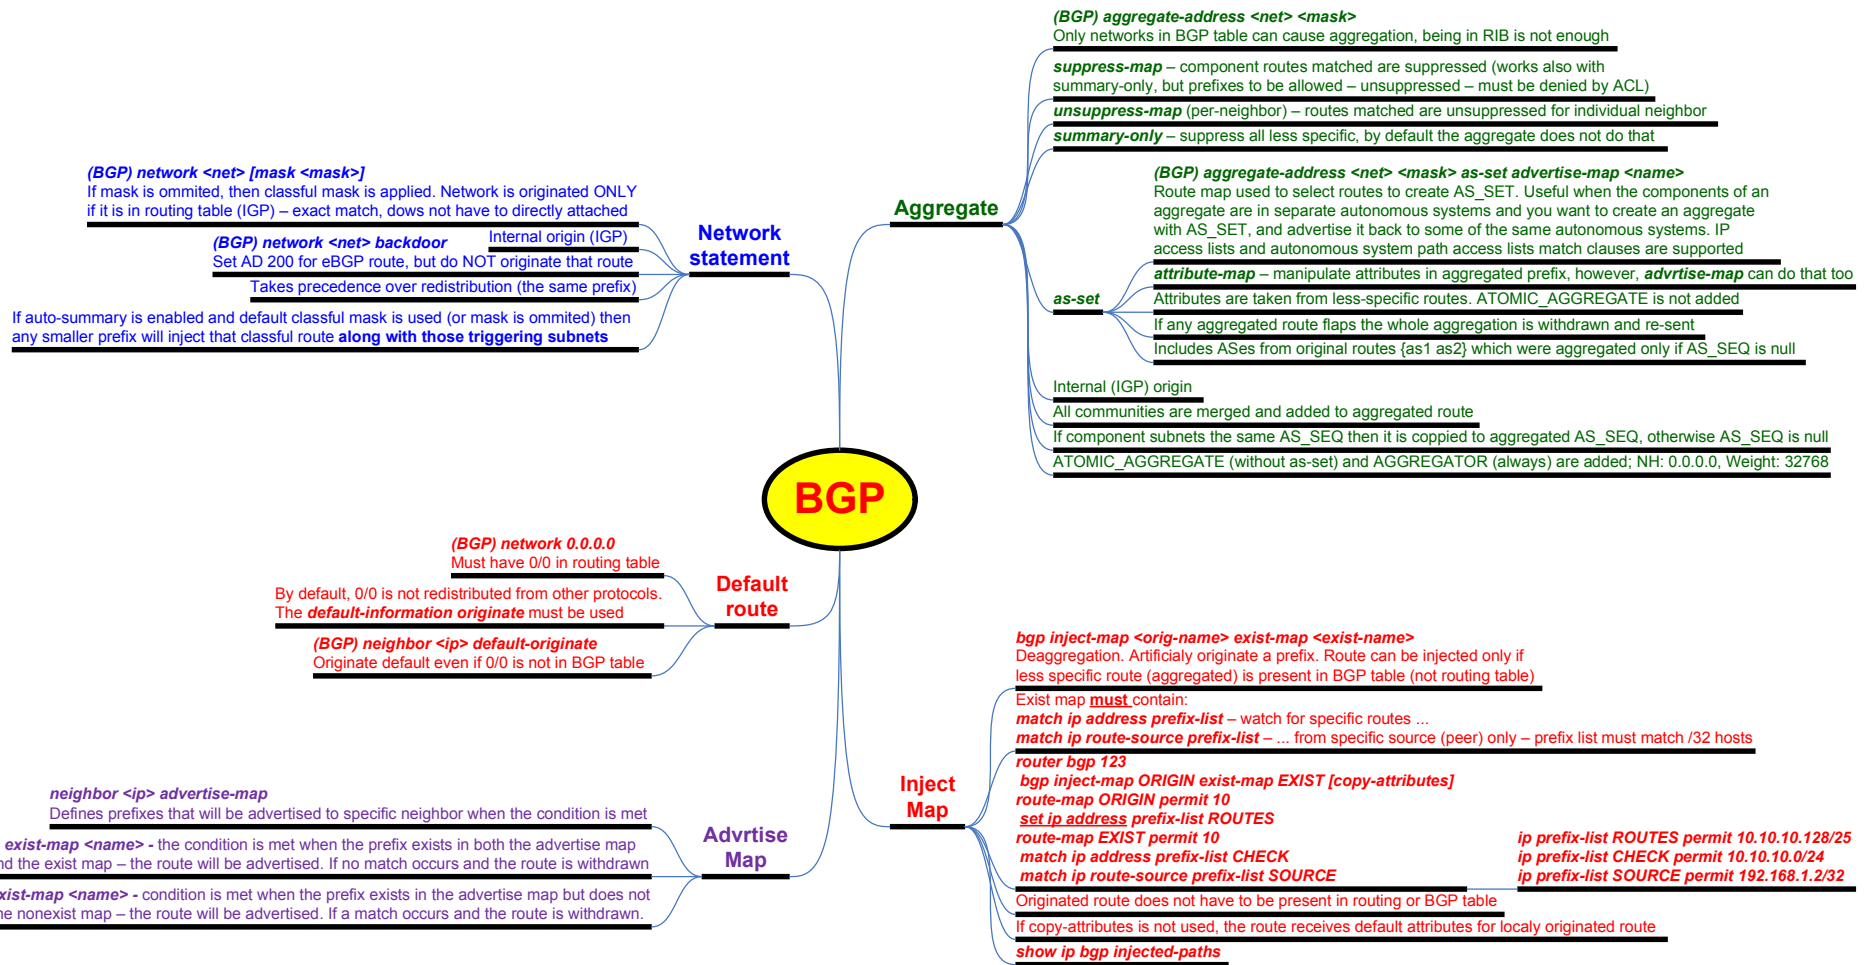 (BGP) aggregate-address <net> <mask>
Only networks in BGP table can cause aggregation, being in RIB is not enough
suppress-map – component routes matched are suppressed (works also with
summary-only, but prefixes to be allowed – unsuppressed – must be denied by ACL)
unsuppress-map (per-neighbor) – routes matched are unsuppressed for individual neighbor
summary-only – suppress all less specific, by default the aggregate does not do that
(BGP) aggregate-address <net> <mask> as-set advertise-map <name>
Route map used to select routes to create AS_SET. Useful when the components of an
aggregate are in separate autonomous systems and you want to create an aggregate
with AS_SET, and advertise it back to some of the same autonomous systems. IP
access lists and autonomous system path access lists match clauses are supported
attribute-map – manipulate attributes in aggregated prefix, however, advrtise-map can do that too
as-set
Attributes are taken from less-specific routes. ATOMIC_AGGREGATE is not added
If any aggregated route flaps the whole aggregation is withdrawn and re-sent
Includes ASes from original routes {as1 as2} which were aggregated only if AS_SEQ is null
Aggregate
Internal (IGP) origin
All communities are merged and added to aggregated route
If component subnets the same AS_SEQ then it is coppied to aggregated AS_SEQ, otherwise AS_SEQ is null
ATOMIC_AGGREGATE (without as-set) and AGGREGATOR (always) are added; NH: 0.0.0.0, Weight: 32768
(BGP) network <net> [mask <mask>]
If mask is ommited, then classful mask is applied. Network is originated ONLY
if it is in routing table (IGP) – exact match, dows not have to directly attached
Internal origin (IGP)
(BGP) network <net> backdoor
Set AD 200 for eBGP route, but do NOT originate that route
Takes precedence over redistribution (the same prefix)
If auto-summary is enabled and default classful mask is used (or mask is ommited) then
any smaller prefix will inject that classful route along with those triggering subnets
Network
statement
BGP
(BGP) network 0.0.0.0
Must have 0/0 in routing table
By default, 0/0 is not redistributed from other protocols.
The default-information originate must be used
(BGP) neighbor <ip> default-originate
Originate default even if 0/0 is not in BGP table
Default
route
neighbor <ip> advertise-map
Defines prefixes that will be advertised to specific neighbor when the condition is met
exist-map <name> - the condition is met when the prefix exists in both the advertise map
nd the exist map – the route will be advertised. If no match occurs and the route is withdrawn
xist-map <name> - condition is met when the prefix exists in the advertise map but does not
he nonexist map – the route will be advertised. If a match occurs and the route is withdrawn.
Advrtise
Map
Inject
Map
bgp inject-map <orig-name> exist-map <exist-name>
Deaggregation. Artificialy originate a prefix. Route can be injected only if
less specific route (aggregated) is present in BGP table (not routing table)
Exist map must contain:
match ip address prefix-list – watch for specific routes ...
match ip route-source prefix-list – ... from specific source (peer) only – prefix list must match /32 hosts
router bgp 123
bgp inject-map ORIGIN exist-map EXIST [copy-attributes]
route-map ORIGIN permit 10
set ip address prefix-list ROUTES
route-map EXIST permit 10
match ip address prefix-list CHECK
match ip route-source prefix-list SOURCE
ip prefix-list ROUTES permit 10.10.10.128/25
ip prefix-list CHECK permit 10.10.10.0/24
ip prefix-list SOURCE permit 192.168.1.2/32
Originated route does not have to be present in routing or BGP table
If copy-attributes is not used, the route receives default attributes for localy originated route
show ip bgp injected-paths